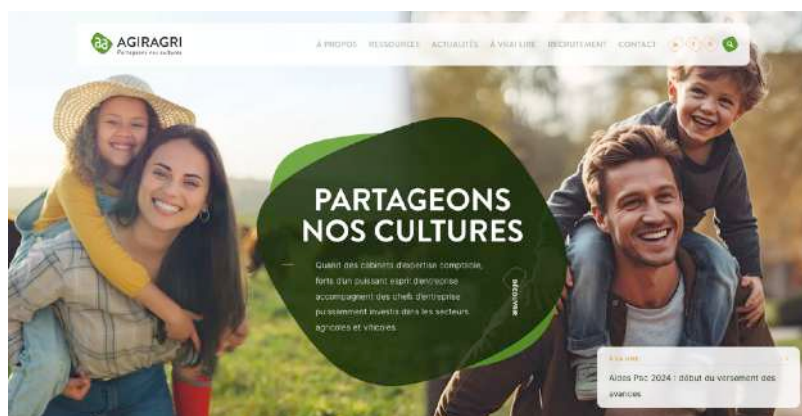 AGIRAGRI
Partageons nos cultures
À PROPOS RESSOURCES ACTUALITÉS À VRAI LIRE RECRUTEMENT CONTACT
PARTAGEONS
NOS CULTURES
Quand des cabinets d'expertise comptable,
forts d'un puissant esprit d'entreprise
accompagnent des chefs d'entreprise
puissamment investis dans les secteurs
agricoles et viticoles.
DÉCOUVRIR
À LA UNE
Aides Pac 2024 : début du versement des
avances